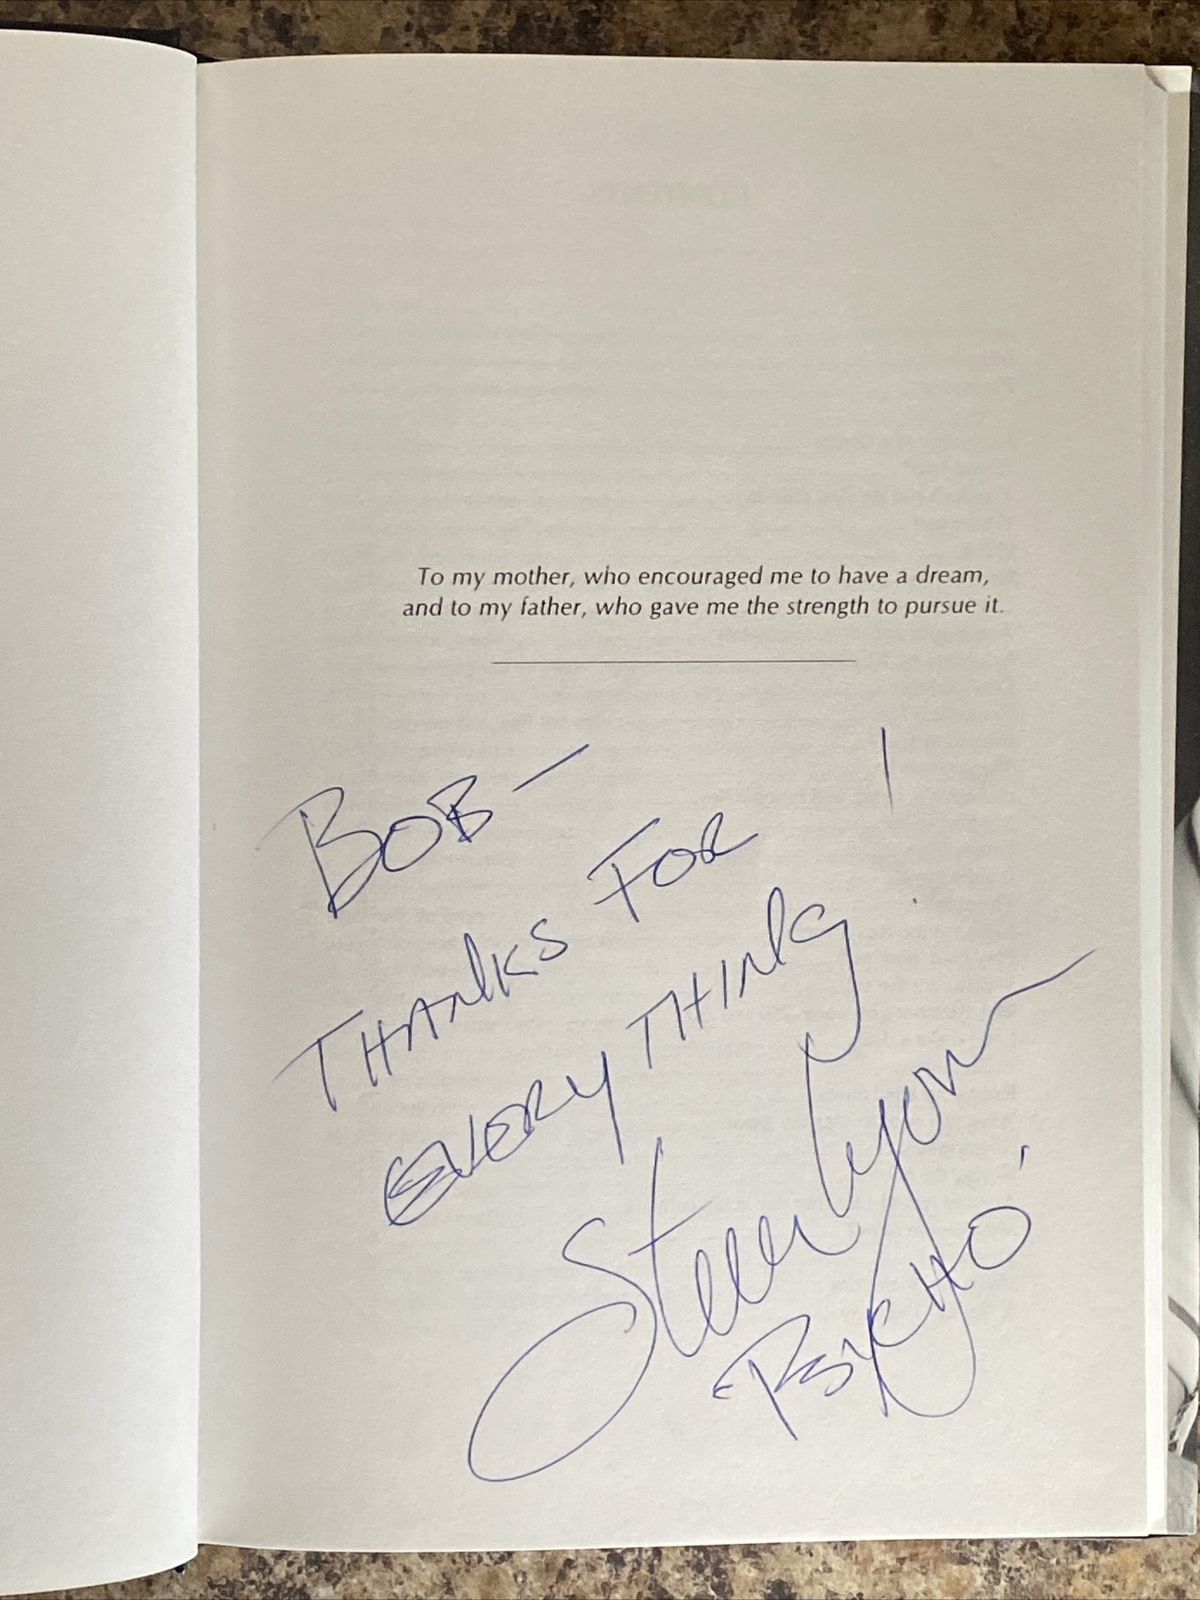 To my mother, who encouraged me to have a dream,
and to my father, who gave me the strength to pursue it.
BOB —
THANKS FOR
EVERYTHING!
Steve Lyons
"PSYCHO"